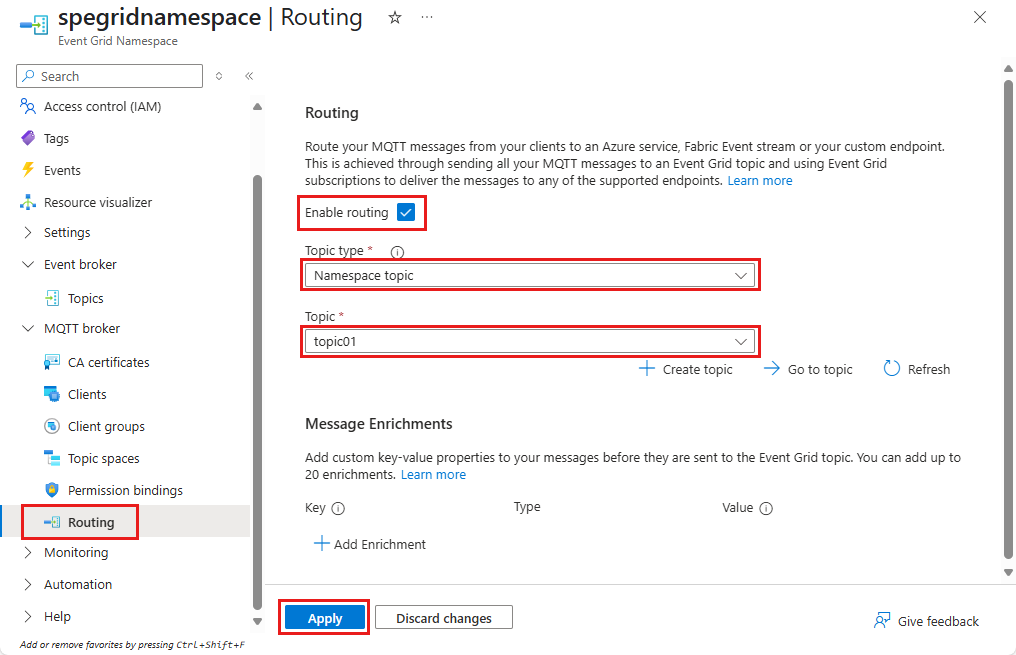 spegridnamespace | Routing
Event Grid Namespace
Search
Access control (IAM)
Tags
Events
Resource visualizer
Settings
Event broker
Topics
MQTT broker
CA certificates
Clients
Client groups
Topic spaces
Permission bindings
Routing
Monitoring
Automation
Help
Add or remove favorites by pressing Ctrl+Shift+F
Routing
Route your MQTT messages from your clients to an Azure service, Fabric Event stream or your custom endpoint.
This is achieved through sending all your MQTT messages to an Event Grid topic and using Event Grid
subscriptions to deliver the messages to any of the supported endpoints. Learn more
Enable routing
Topic type *
Namespace topic
Topic *
topic01
Create topic
Go to topic
Refresh
Message Enrichments
Add custom key-value properties to your messages before they are sent to the Event Grid topic. You can add up to
20 enrichments. Learn more
Key
Type
Value
Add Enrichment
Apply
Discard changes
Give feedback